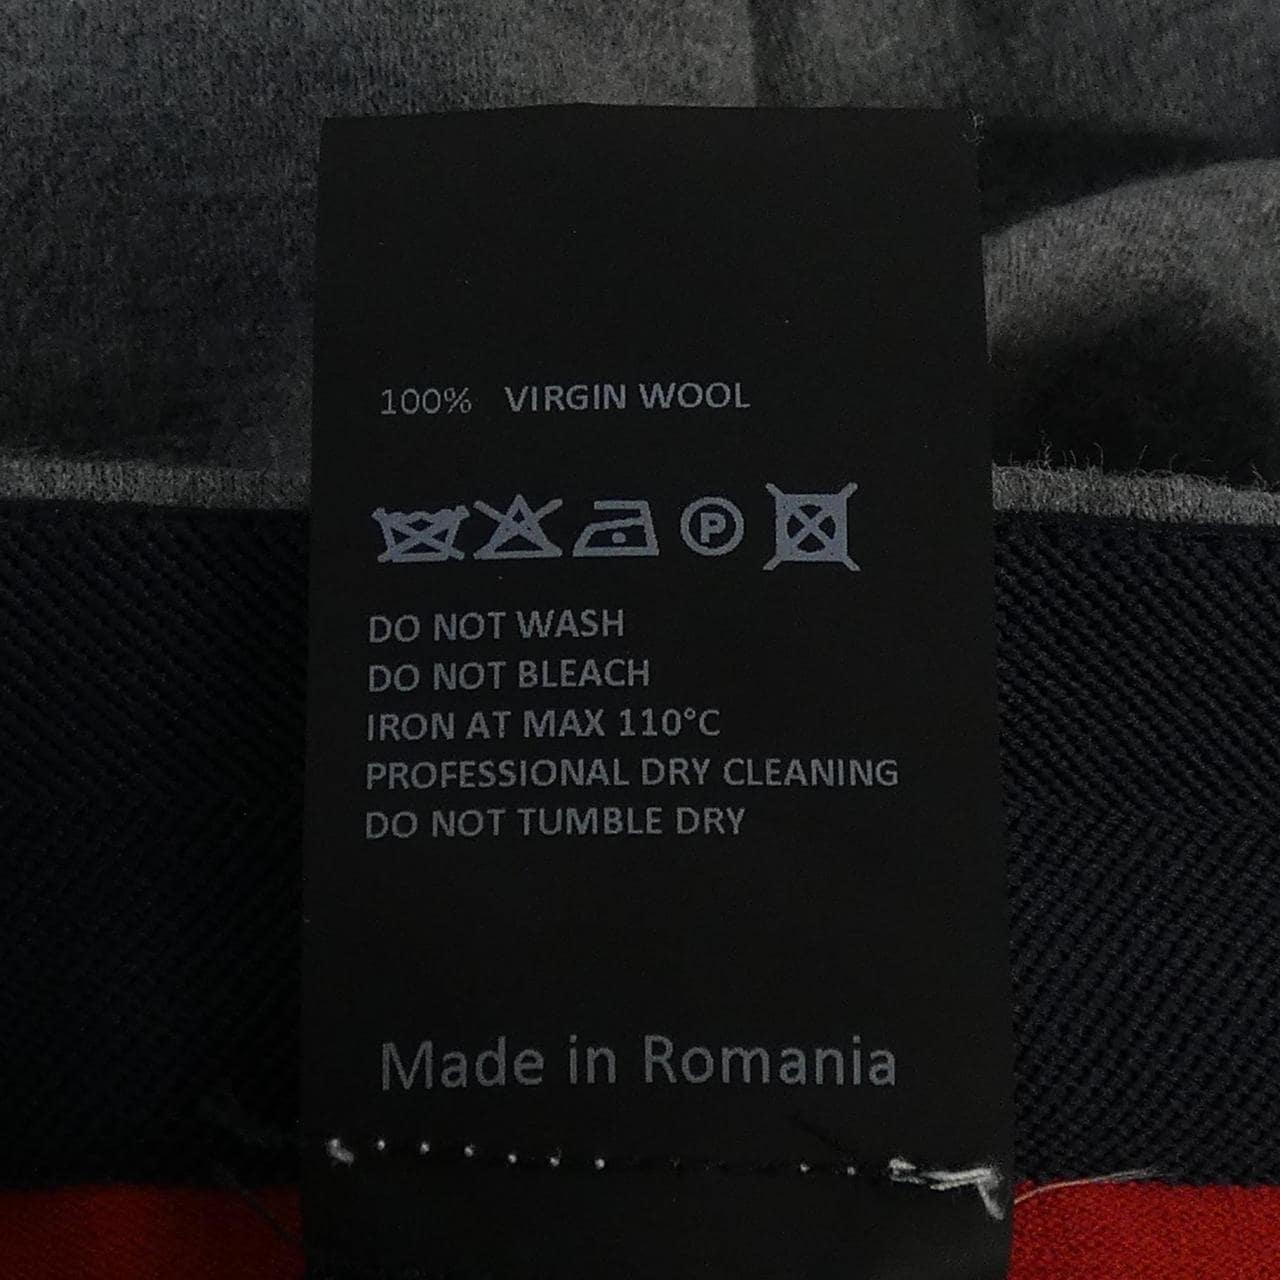 100% VIRGIN WOOL
P
DO NOT WASH
DO NOT BLEACH
IRON AT MAX 110°C
PROFESSIONAL DRY CLEANING
DO NOT TUMBLE DRY
Made in Romania